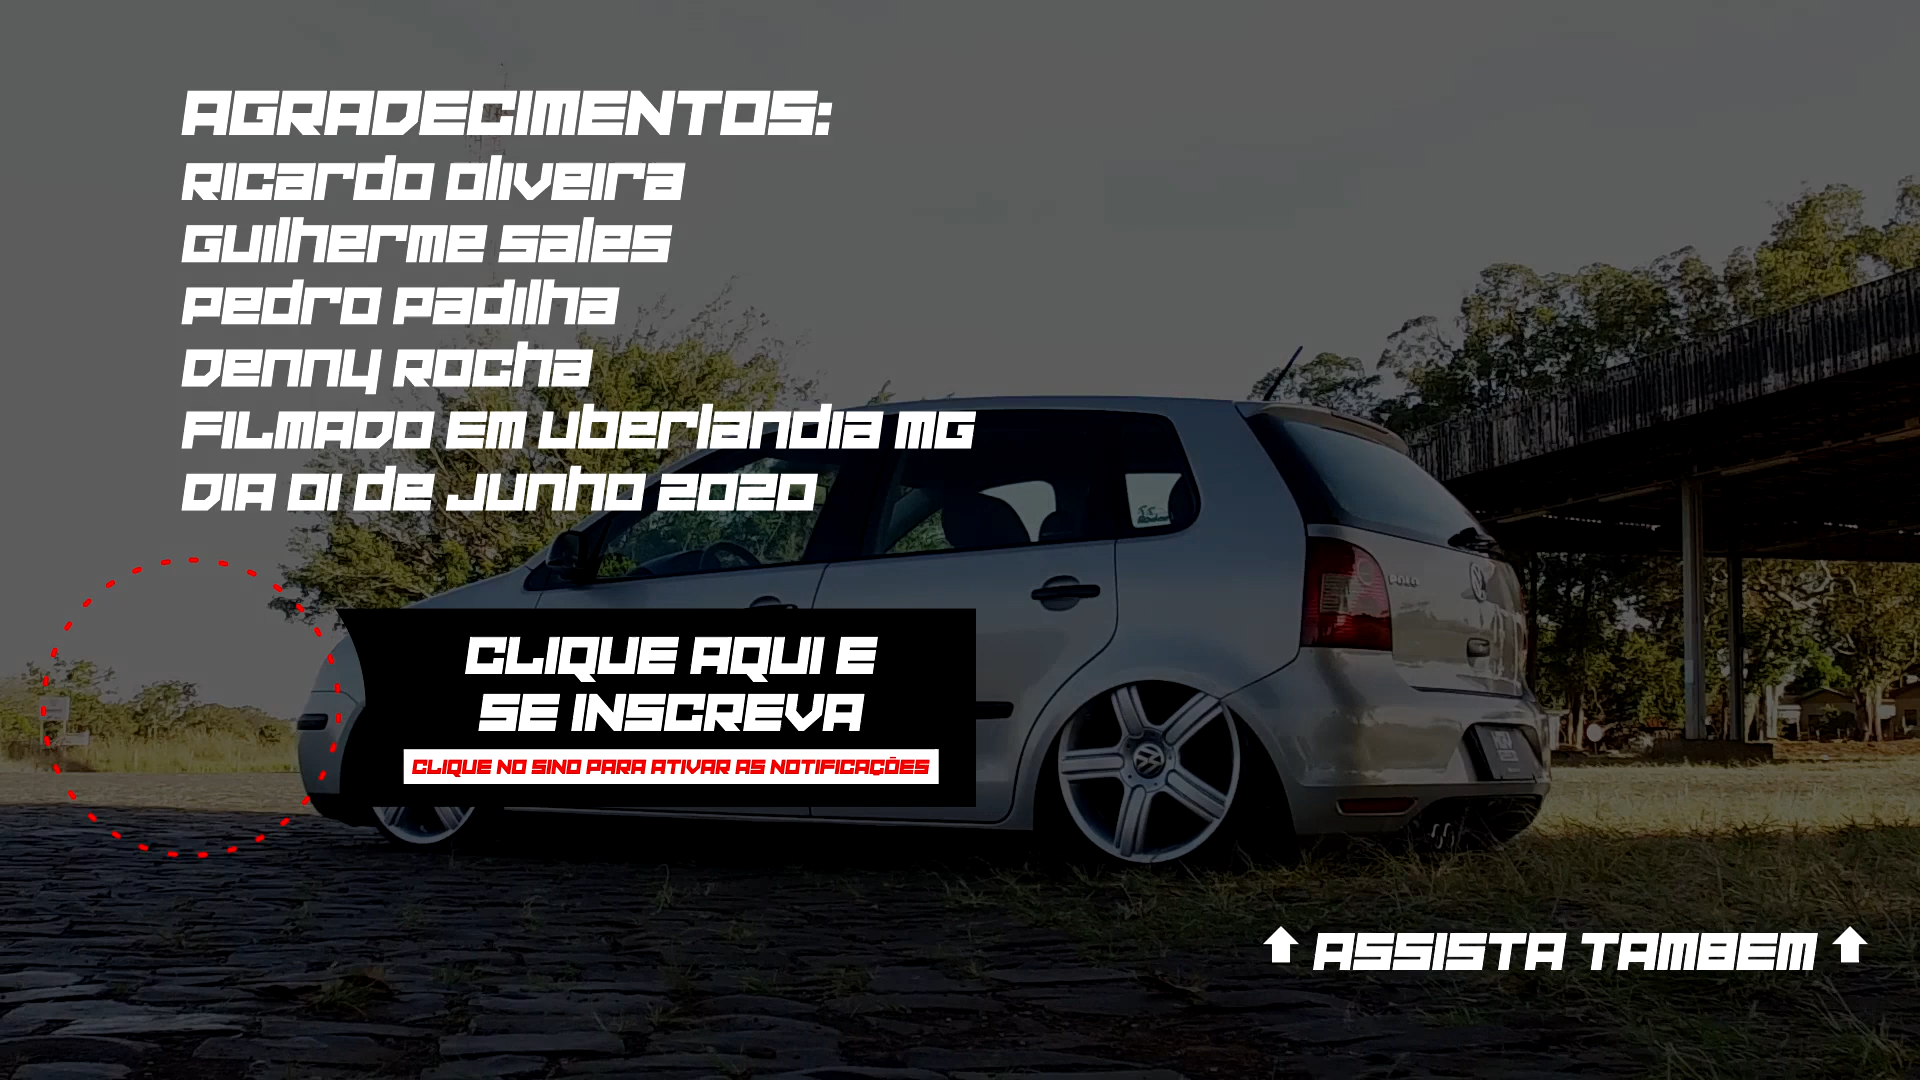 AGRADECIMENTOS:
Ricardo Oliveira
Guilherme Sales
Pedro Padilha
Denny Rocha
FILMADO EM Uberlandia MG
DIA 01 de Junho 2020
CLIQUE AQUI E
SE INSCREVA
CLIQUE NO SINO PARA ATIVAR AS NOTIFICAÇÕES
POLO
ASSISTA TAMBEM